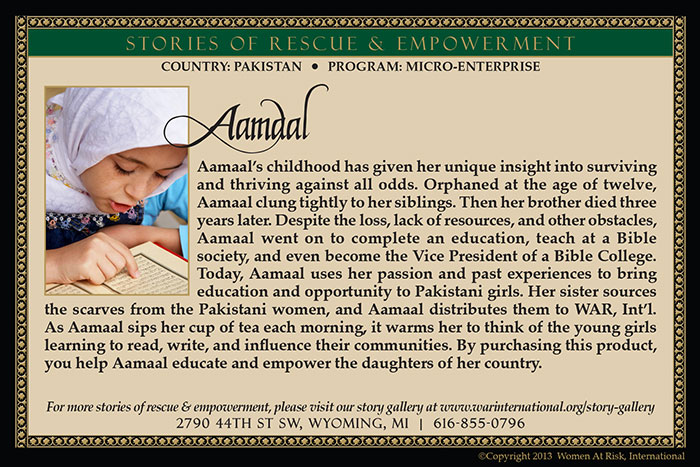 STORIES OF RESCUE & EMPOWERMENT
COUNTRY: PAKISTAN • PROGRAM: MICRO-ENTERPRISE
Aamdal
Aamaal's childhood has given her unique insight into surviving
and thriving against all odds. Orphaned at the age of twelve,
Aamaal clung tightly to her siblings. Then her brother died three
years later. Despite the loss, lack of resources, and other obstacles,
Aamaal went on to complete an education, teach at a Bible
society, and even become the Vice President of a Bible College.
Today, Aamaal uses her passion and past experiences to bring
education and opportunity to Pakistani girls. Her sister sources
the scarves from the Pakistani women, and Aamaal distributes them to WAR, Int'l.
As Aamaal sips her cup of tea each morning, it warms her to think of the young girls
learning to read, write, and influence their communities. By purchasing this product,
you help Aamaal educate and empower the daughters of her country.
For more stories of rescue & empowerment, please visit our story gallery at www.warinternational.org/story-gallery
2790 44TH ST SW, WYOMING, MI | 616-855-0796
©Copyright 2013 Women At Risk, International